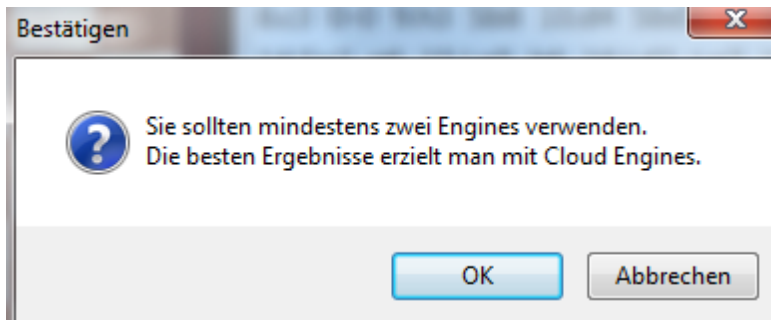 Bestätigen
Sie sollten mindestens zwei Engines verwenden.
Die besten Ergebnisse erzielt man mit Cloud Engines.
OK
Abbrechen